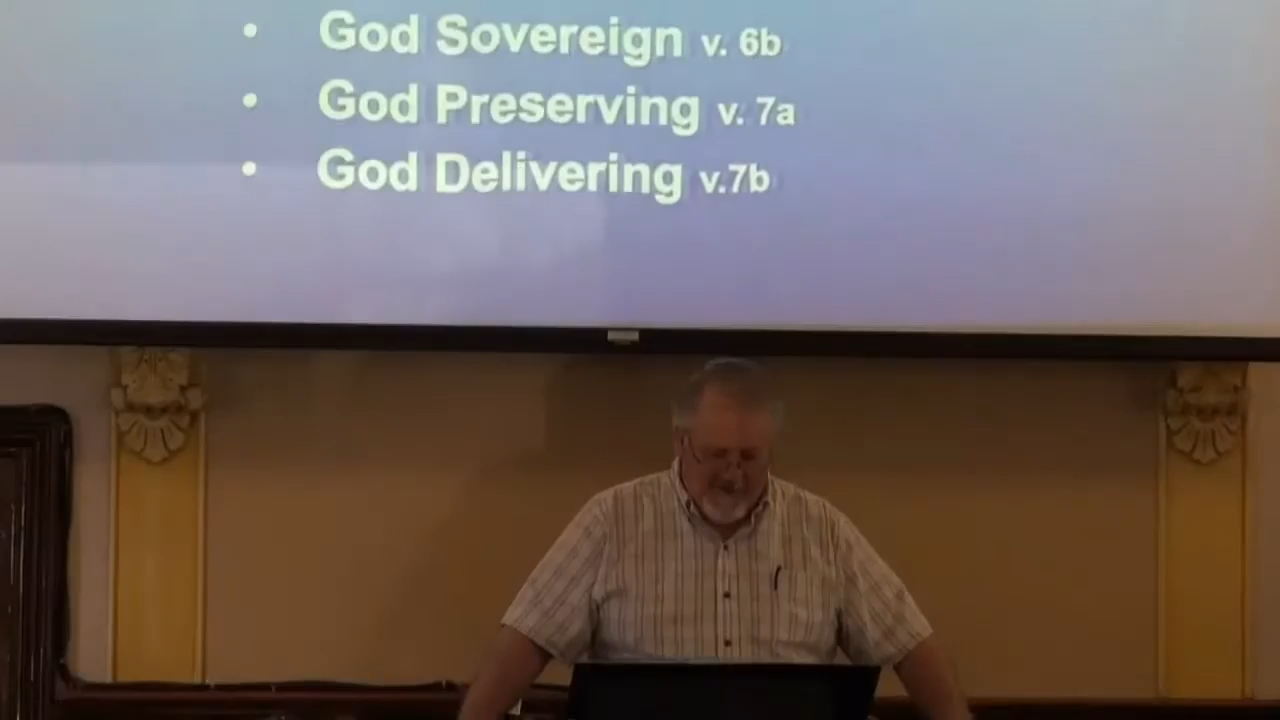 • God Sovereign v. 6b
• God Preserving v. 7a
• God Delivering v.7b